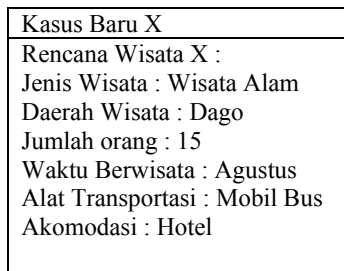 Kasus Baru X
Rencana Wisata X :
Jenis Wisata : Wisata Alam
Daerah Wisata : Dago
Jumlah orang : 15
Waktu Berwisata : Agustus
Alat Transportasi : Mobil Bus
Akomodasi : Hotel